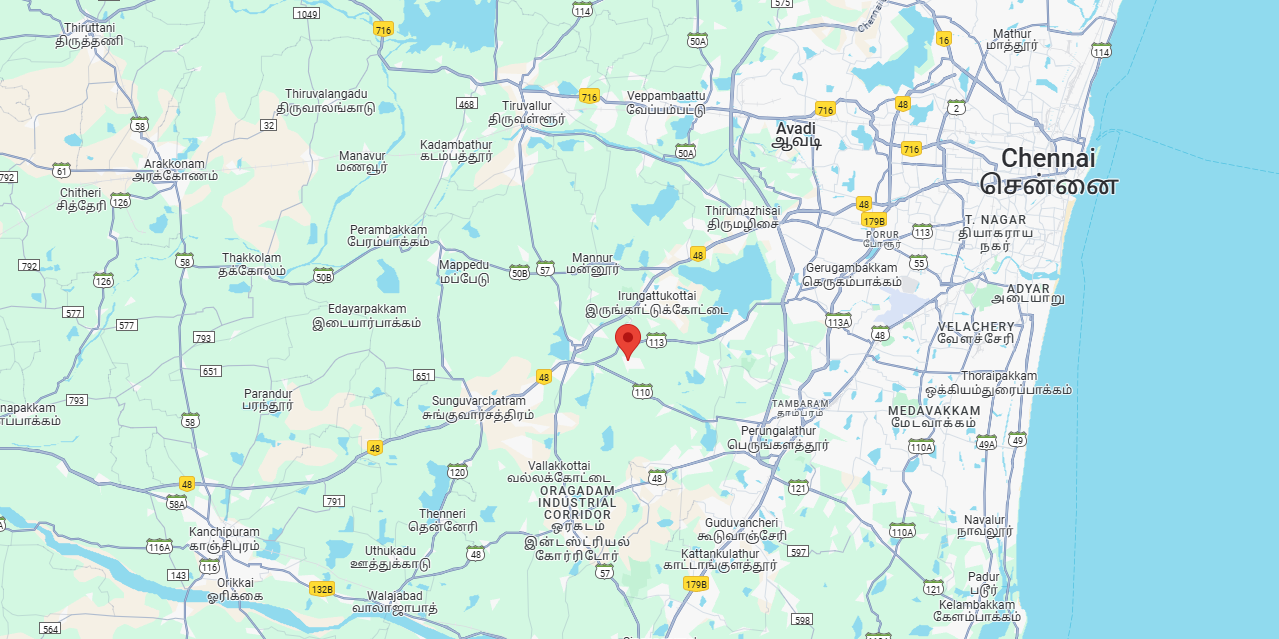 575
1049
114
Thiruttani
திருத்தணி
716
50A
16
Mathur
மாத்தூர்
114
Chennai
Thiruvalangadu
திருவாலங்காடு
468
Tiruvallur
திருவள்ளூர்
716
Veppambaattu
வேப்பம்பட்டு
716
48
2
58
32
Avadi
ஆவடி
Kadambathur
கடம்பத்தூர்
716
Chennai
சென்னை
50A
Manavur
மணவூர்
Arakkonam
அரக்கோணம்
61
792
Chitheri
சித்தேரி
126
48
179B
Thirumazhisai
திருமழிசை
T. NAGAR
தியாகராய
நகர்
PORUR
போரூர்
113
Perambakkam
பேரம்பாக்கம்
48
55
792
58
Thakkolam
தக்கோலம்
50B
Mappedu
மப்பேடு
50B
57
Mannur
மண்ணூர்
Gerugambakkam
கெருகம்பாக்கம்
126
Irungattukottai
இருங்காட்டுக்கோட்டை
ADYAR
அடையாறு
577
577
Edayarpakkam
இடையார்பாக்கம்
113A
48
VELACHERY
வேளச்சேரி
793
113
651
651
48
110
Thoraipakkam
ஒக்கியம்துரைப்பாக்கம்
Parandur
பரந்தூர்
793
napakkam
58
Sunguvarchatram
சுங்குவார்சத்திரம்
TAMBARAM
தாம்பரம்
MEDAVAKKAM
மேடவாக்கம்
Perungalathur
பெருங்களத்தூர்
110A
49A
49
48
Vallakkottai
வல்லக்கோட்டை
120
48
48
121
58A
791
ORAGADAM
INDUSTRIAL
CORRIDOR
ஒரகடம்
இன்டஸ்ட்ரியல்
கோர்ரிடோர்
Thenneri
தென்னேரி
Guduvancheri
கூடுவாஞ்சேரி
Navalur
நாவலூர்
110A
Kanchipuram
காஞ்சிபுரம்
116A
116
Uthukadu
ஊத்துக்காடு
48
597
Kattankulathur
காட்டாங்குளத்தூர்
143
57
179B
Orikkai
ஓரிக்கை
132B
Walajabad
வாலாஜாபாத்
121
Padur
படூர்
Kelambakkam
கேளம்பாக்கம்
564
598